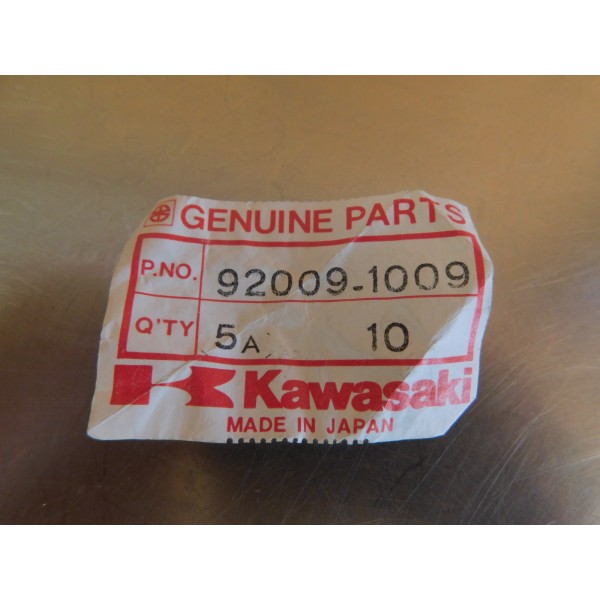 GENUINE PARTS
P.NO. 92009-1009
Q'TY 5A 10
Kawasaki
MADE IN JAPAN